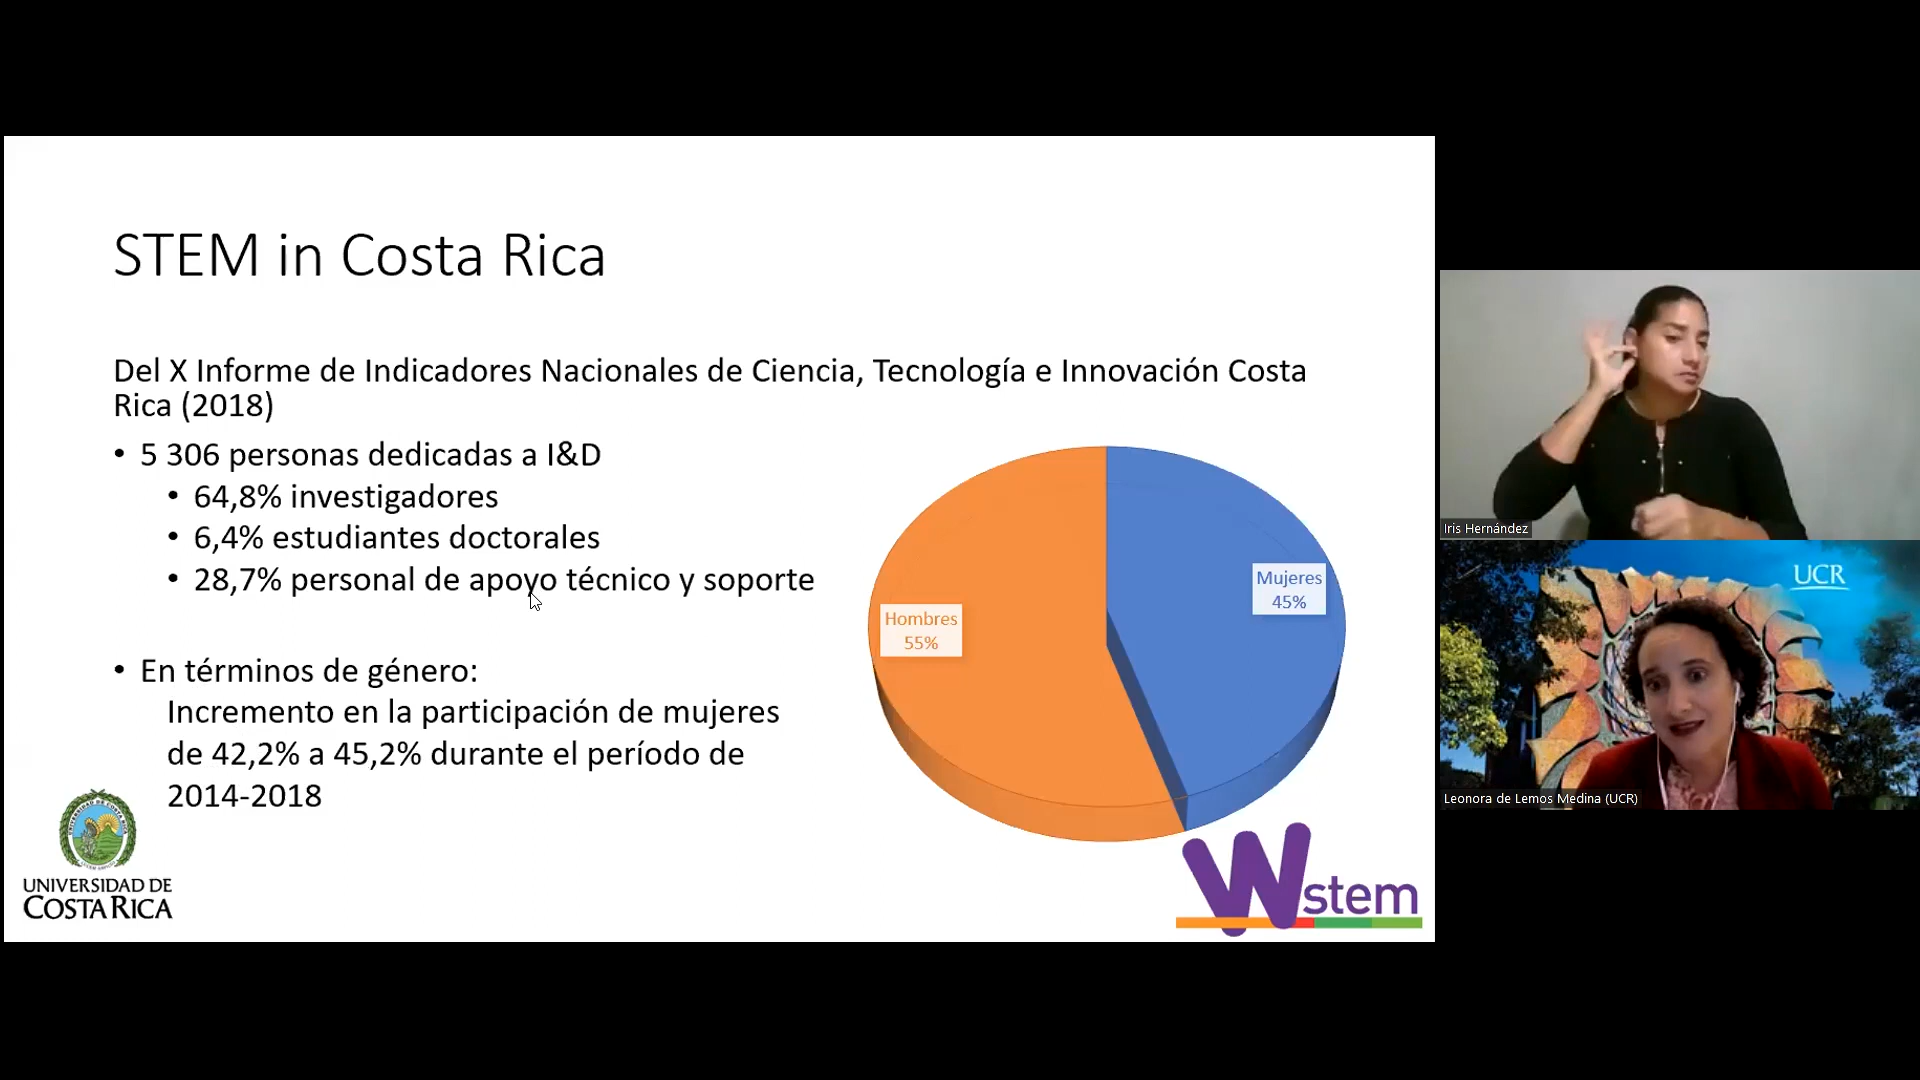 STEM in Costa Rica
Del X Informe de Indicadores Nacionales de Ciencia, Tecnología e Innovación Costa
Rica (2018)
• 5 306 personas dedicadas a I&D
• 64,8% investigadores
• 6,4% estudiantes doctorales
• 28,7% personal de apoyo técnico y soporte
• En términos de género:
Incremento en la participación de mujeres
de 42,2% a 45,2% durante el período de
2014-2018
Hombres
55%
Mujeres
45%
UNIVERSIDAD DE
COSTA RICA
Wstem
Iris Hernández
UCR
Leonora de Lemos Medina (UCR)